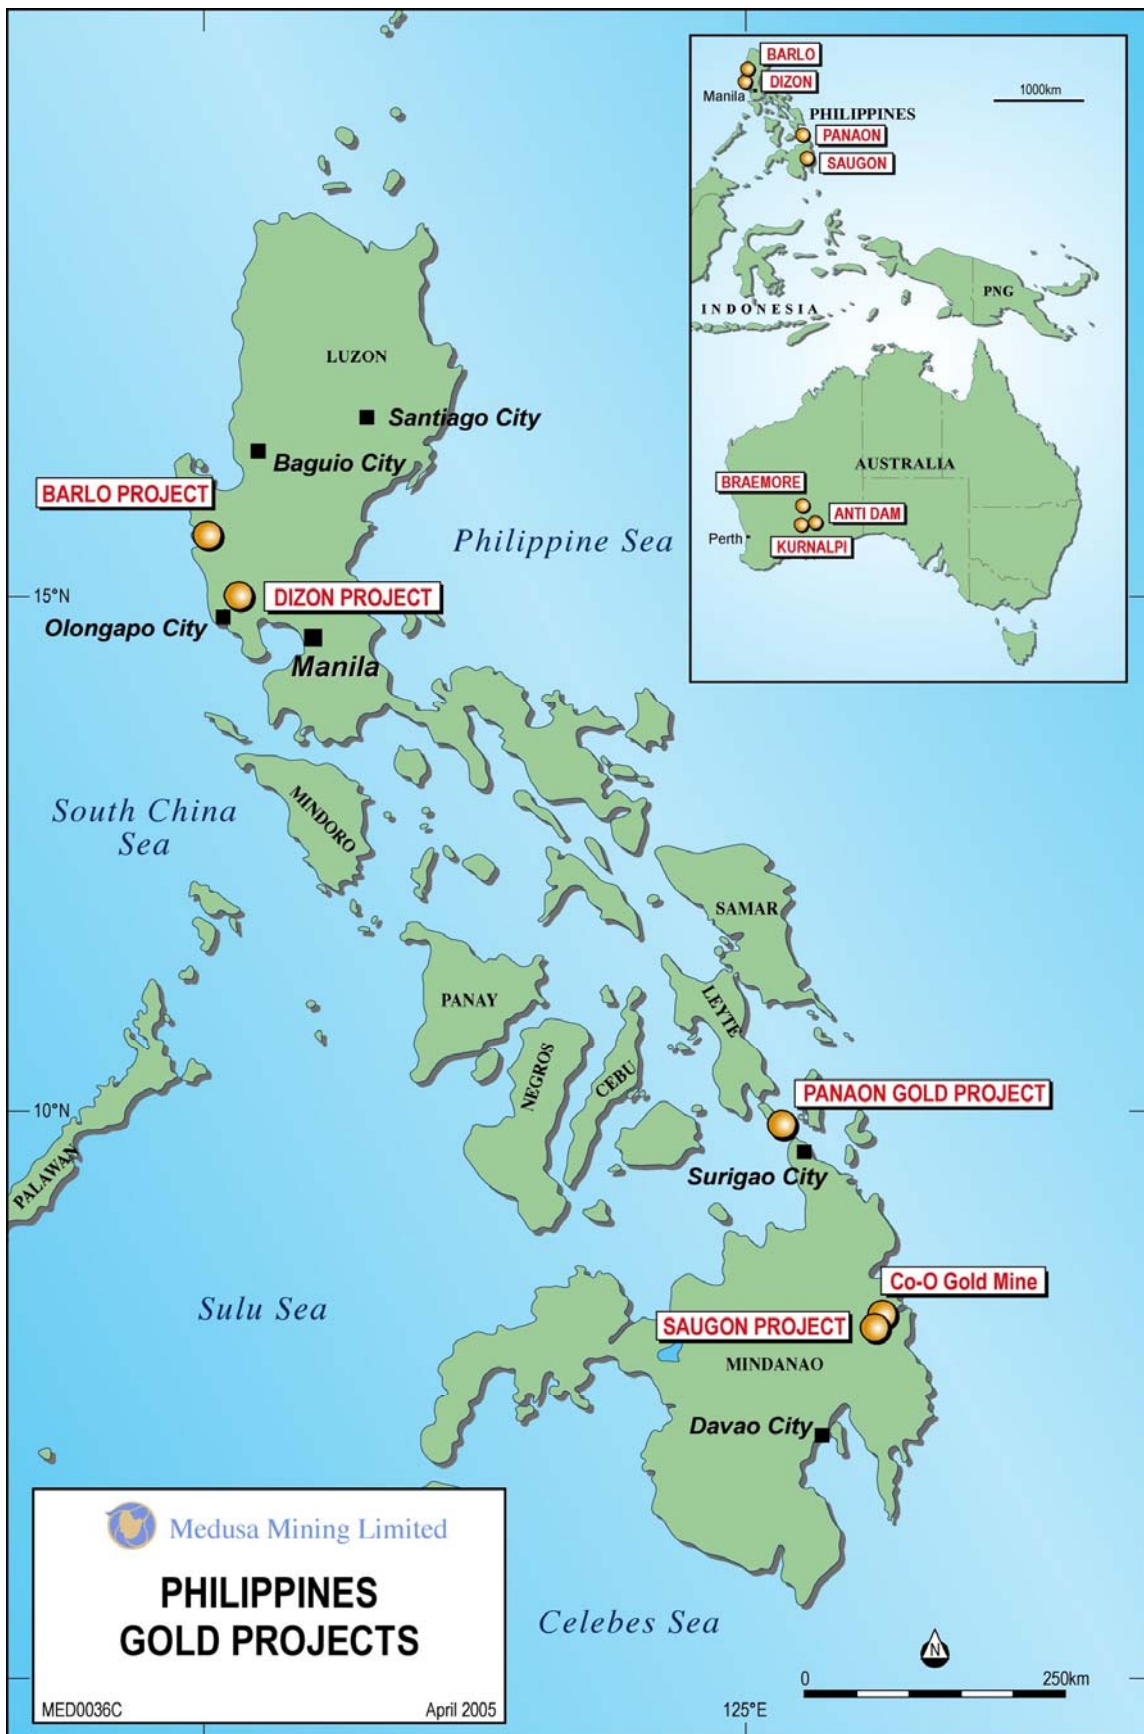 BARLO
DIZON
Manila
1000km
PHILIPPINES
PANAON
SAUGON
PNG
INDONESIA
AUSTRALIA
BRAEMORE
ANTI DAM
Perth
KURNALPI
LUZON
Santiago City
Baguio City
BARLO PROJECT
Philippine Sea
15°N
DIZON PROJECT
Olongapo City
Manila
South China
Sea
MINDORO
SAMAR
PANAY
LEYTE
NEGROS
CEBU
PANAON GOLD PROJECT
10°N
PALAWAN
Surigao City
Co-O Gold Mine
Sulu Sea
SAUGON PROJECT
MINDANAO
Davao City
Medusa Mining Limited
PHILIPPINES
GOLD PROJECTS
MED0036C
April 2005
Celebes Sea
N
0
250km
125°E